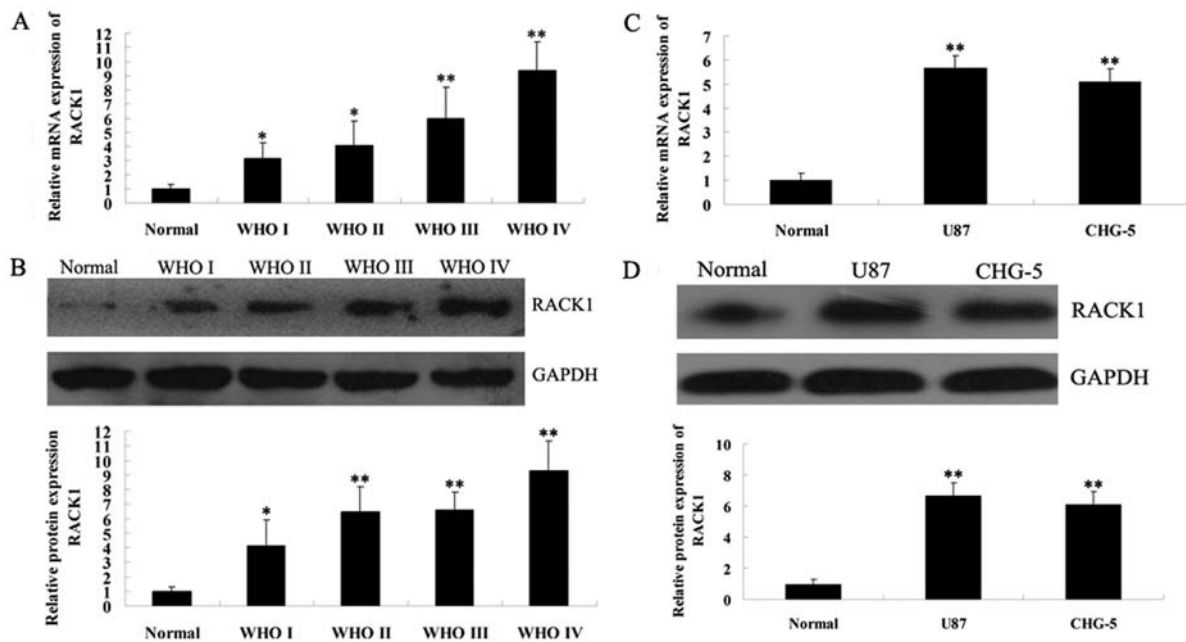 A
Relative mRNA expression of
RACK1
12
11
10
9
8
7
6
5
4
3
2
1
0
*
*
**
**
Normal WHO I WHO II WHO III WHO IV
B
Normal WHO I WHO II WHO III WHO IV
RACK1
GAPDH
Relative protein expression
RACK1
12
11
10
9
8
7
6
5
4
3
2
1
0
*
**
**
**
Normal WHO I WHO II WHO III WHO IV
C
Relative mRNA expression of
RACK1
7
6
5
4
3
2
1
0
**
**
Normal U87 CHG-5
D
Normal U87 CHG-5
RACK1
GAPDH
Relative protein expression of
RACK1
10
8
6
4
2
0
**
**
Normal U87 CHG-5